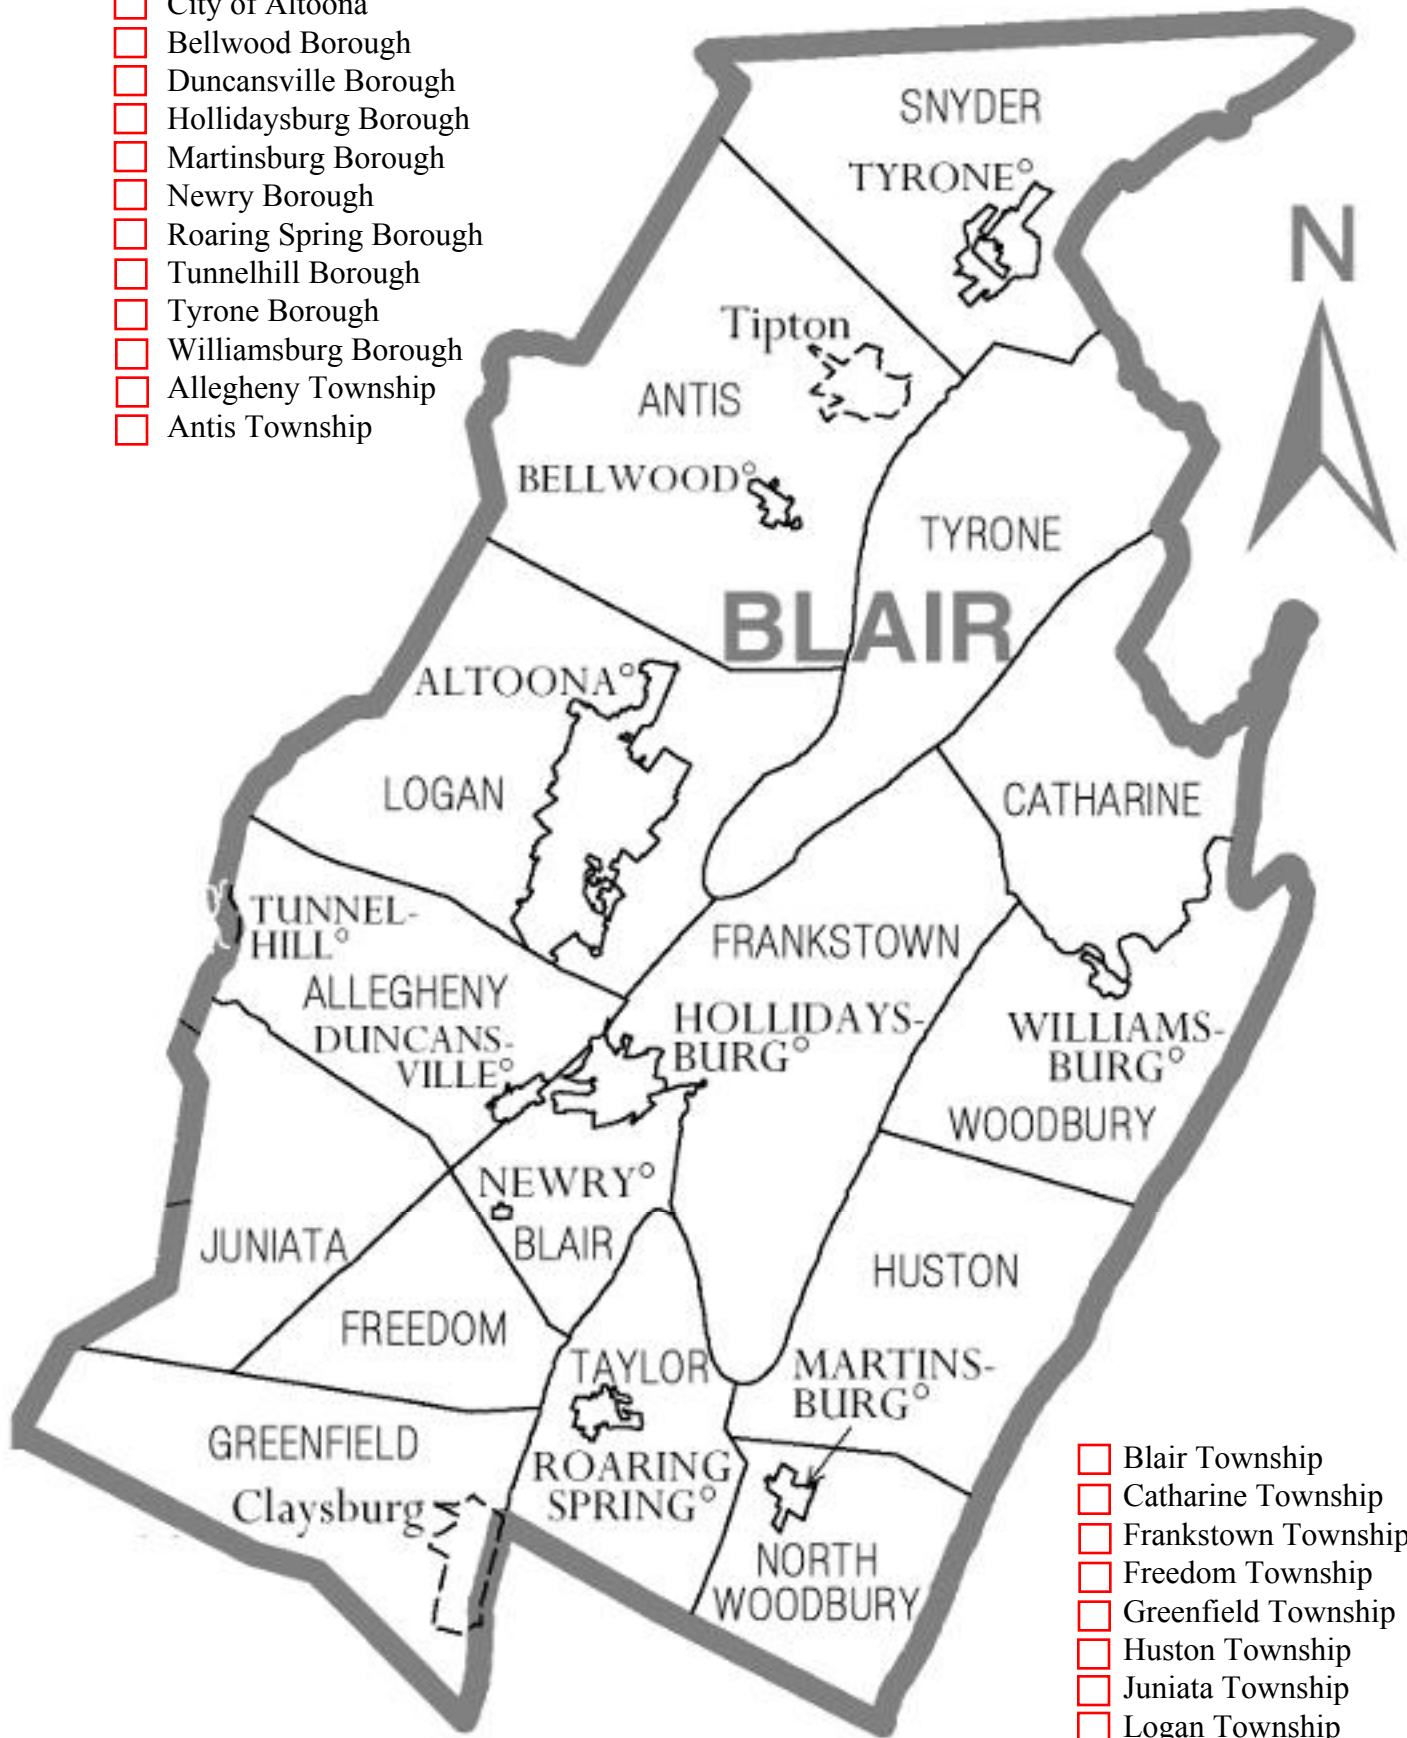 City of Altoona
Bellwood Borough
Duncansville Borough
Hollidaysburg Borough
Martinsburg Borough
Newry Borough
Roaring Spring Borough
Tunnelhill Borough
Tyrone Borough
Williamsburg Borough
Allegheny Township
Antis Township
SNYDER
TYRONE°
N
Tipton
ANTIS
BELLWOOD°
TYRONE
BLAIR
ALTOONA°
LOGAN
CATHARINE
TUNNEL-
HILL°
FRANKSTOWN
ALLEGHENY
DUNCANS-
VILLE°
HOLLIDAYS-
BURG°
WILLIAMS-
BURG°
WOODBURY
NEWRY°
JUNIATA
BLAIR
HUSTON
FREEDOM
TAYLOR
MARTINS-
BURG°
GREENFIELD
ROARING
SPRING°
Claysburg
NORTH
WOODBURY
Blair Township
Catharine Township
Frankstown Township
Freedom Township
Greenfield Township
Huston Township
Juniata Township
Logan Township